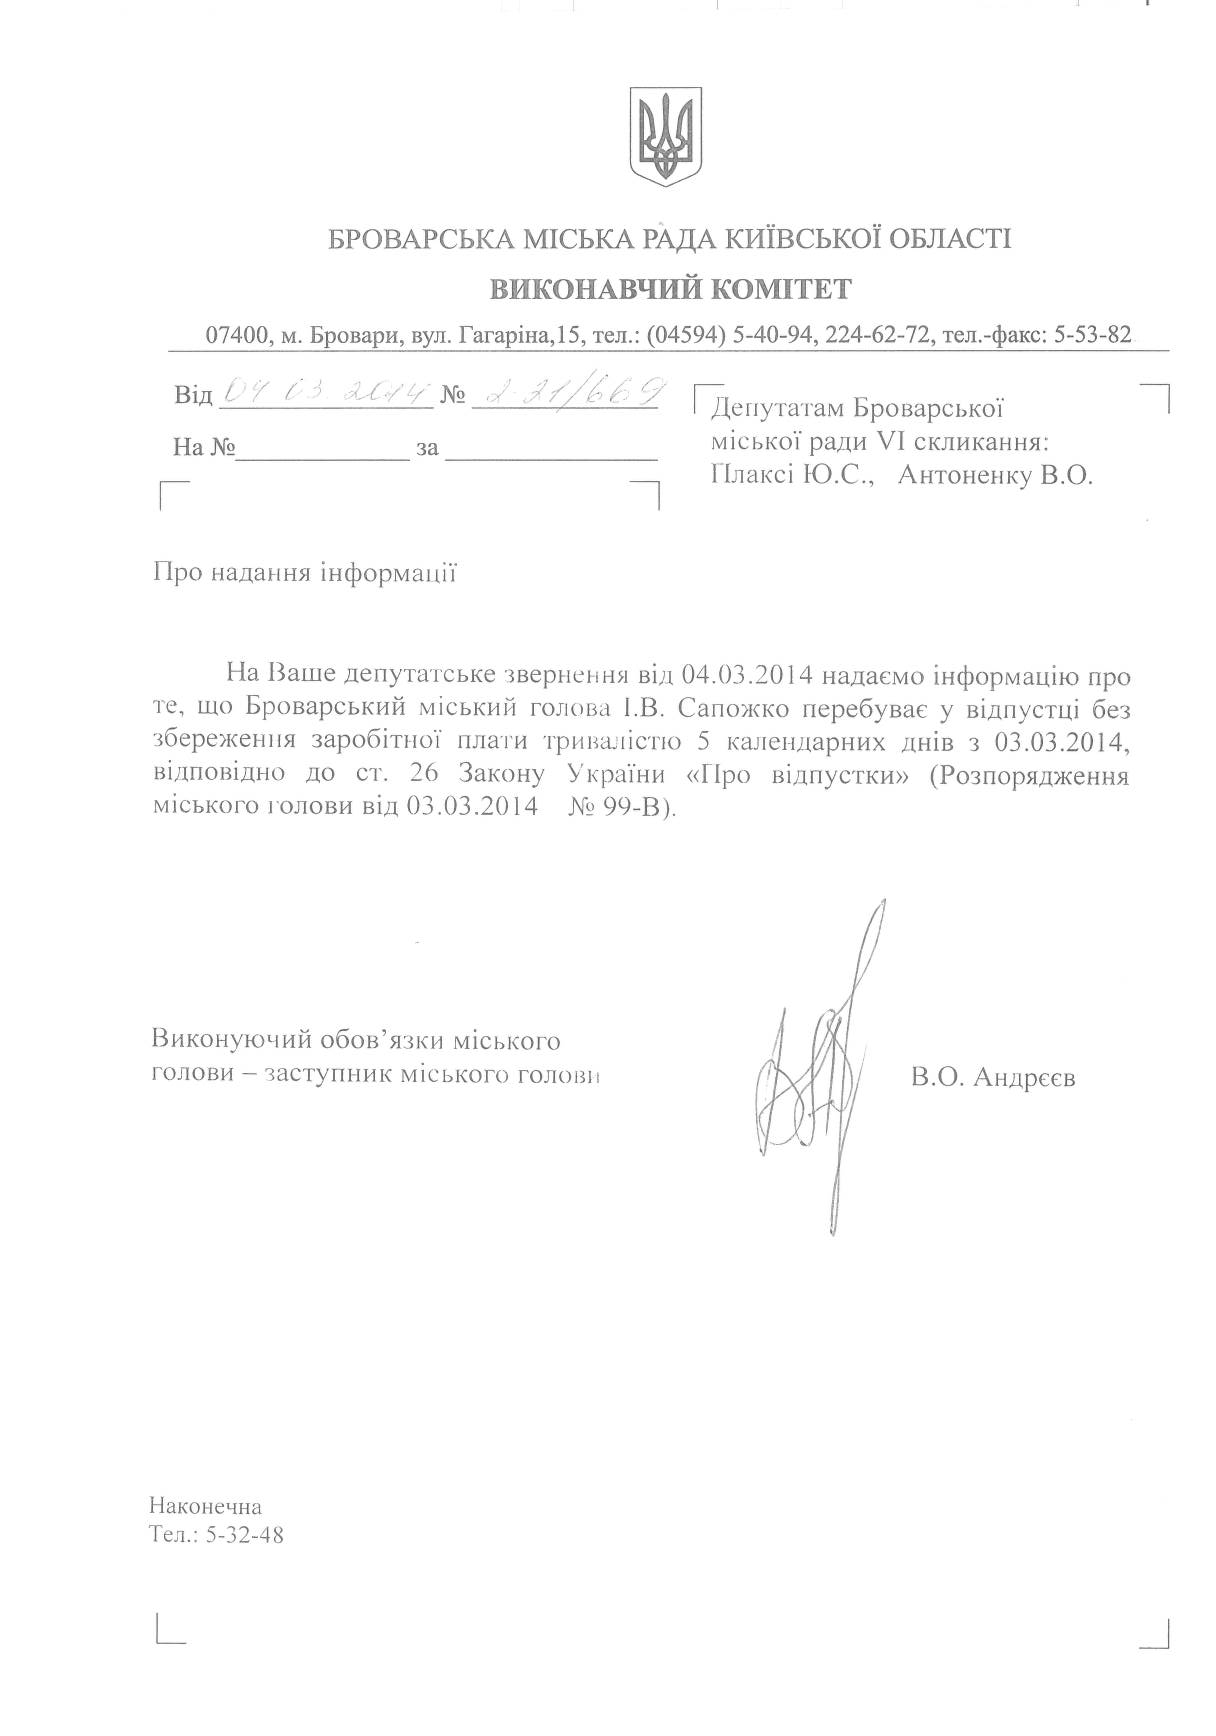 БРОВАРСЬКА МІСЬКА РАДА КИЇВСЬКОЇ ОБЛАСТІ
ВИКОНАВЧИЙ КОМІТЕТ
07400, м. Бровари, вул. Гагаріна,15, тел.: (04594) 5-40-94, 224-62-72, тел.-факс: 5-53-82
Від 04 03 2014 № 2-21/669
На № за
Депутатам Броварської
міської ради VI скликання:
Плаксі Ю.С., Антоненку В.О.
Про надання інформації
На Ваше депутатське звернення від 04.03.2014 надаємо інформацію про
те, що Броварський міський голова І.В. Сапожко перебуває у відпустці без
збереження заробітної плати тривалістю 5 календарних днів з 03.03.2014,
відповідно до ст. 26 Закону України «Про відпустки» (Розпорядження
міського голови від 03.03.2014 № 99-В).
Виконуючий обов’язки міського
голови – заступник міського голови
В.О. Андрєєв
Наконечна
Тел.: 5-32-48